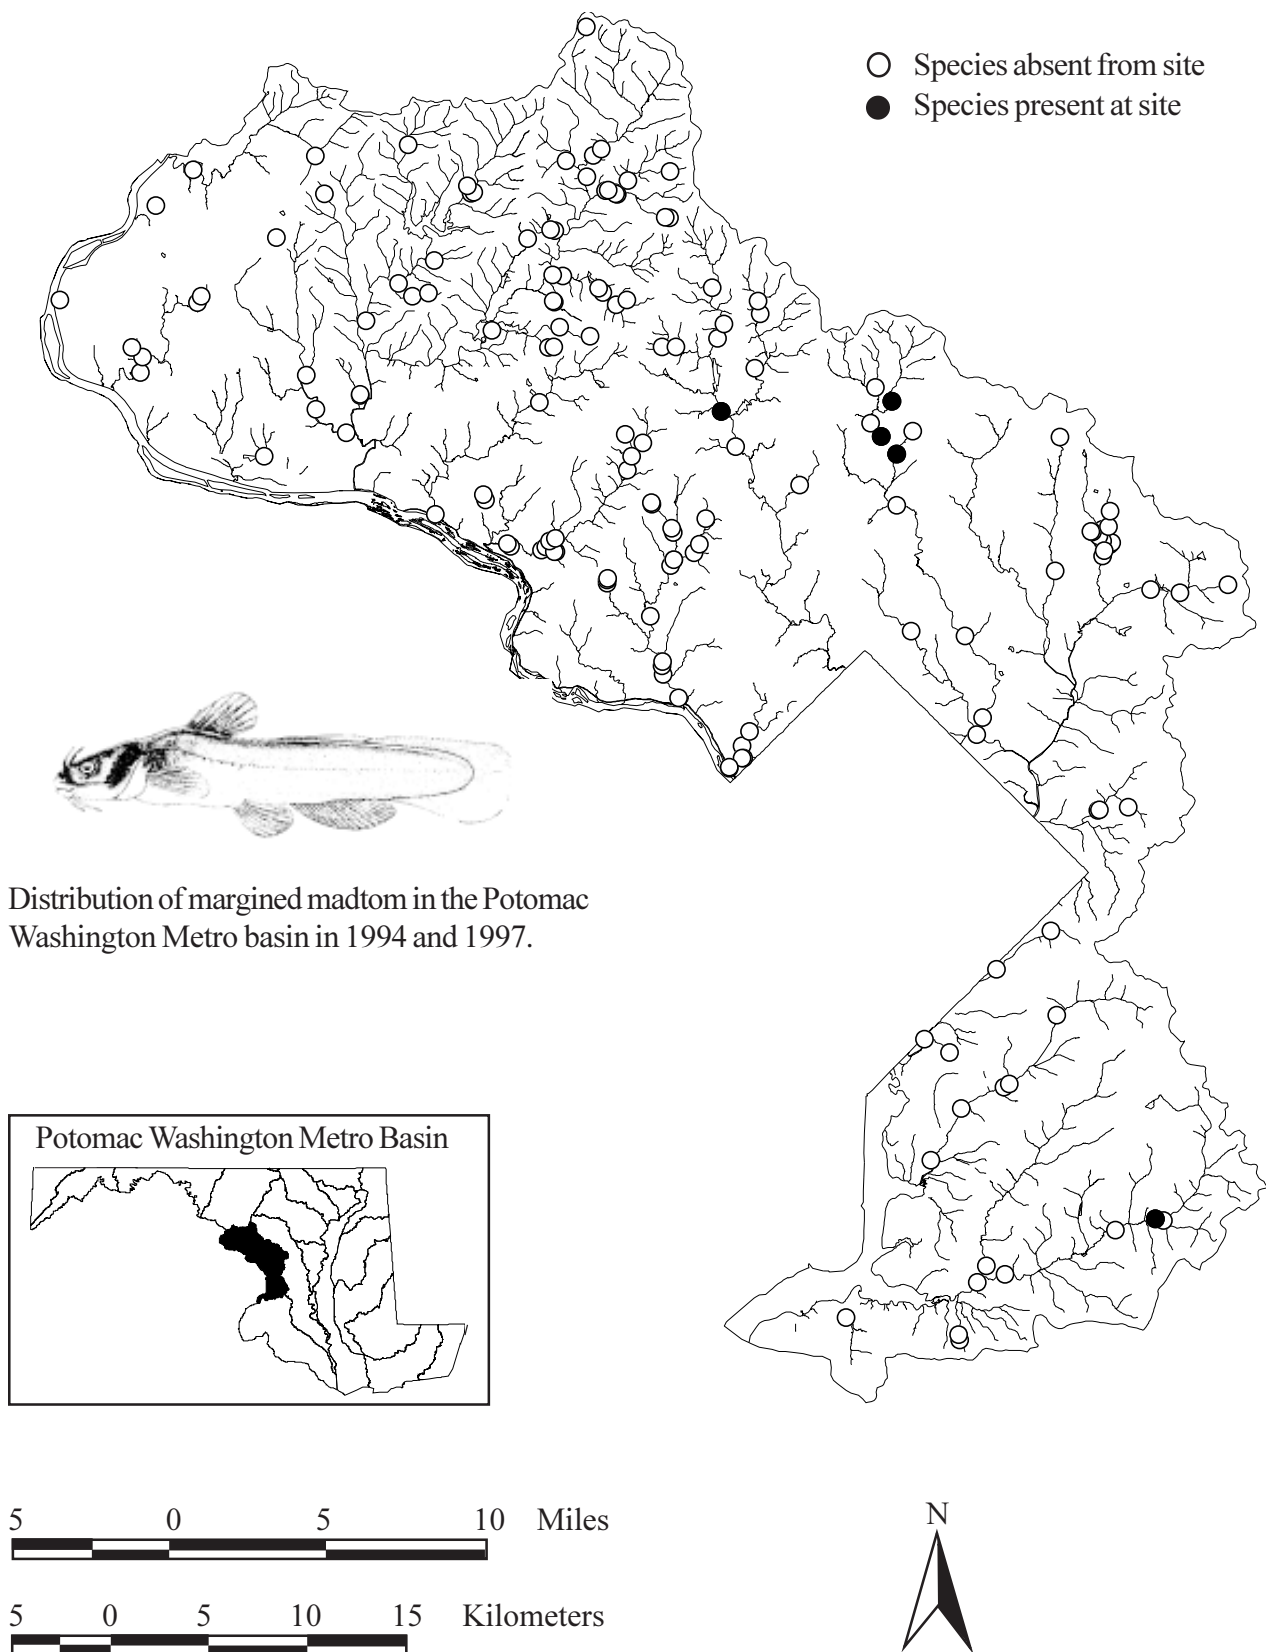 Species absent from site
Species present at site
Distribution of margined madtom in the Potomac
Washington Metro basin in 1994 and 1997.
Potomac Washington Metro Basin
5 0 5 10 Miles
5 0 5 10 15 Kilometers
N